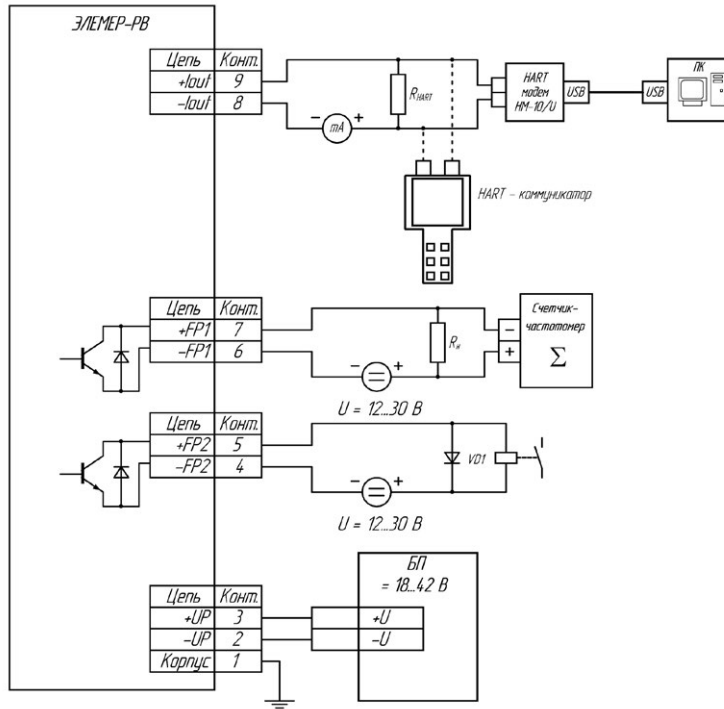 ЭЛЕМЕР-РВ
Цепь Конт.
+Iout 9
-Iout 8
- mA +
RHART
HART модем НМ-10/U
USB
USB
ПК
HART - коммуникатор
Цепь Конт.
+FP1 7
-FP1 6
- = +
U = 12...30 В
Rн
-
+
Счетчик-
частотомер
Σ
Цепь Конт.
+FP2 5
-FP2 4
- = +
U = 12...30 В
VD1
Цепь Конт.
+UP 3
-UP 2
Корпус 1
БП
= 18...42 В
+U
-U